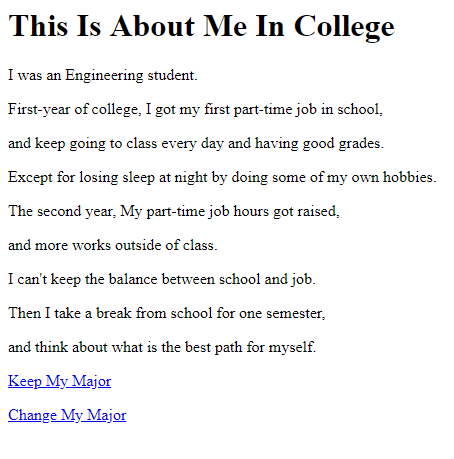 This Is About Me In College
I was an Engineering student.
First-year of college, I got my first part-time job in school,
and keep going to class every day and having good grades.
Except for losing sleep at night by doing some of my own hobbies.
The second year, My part-time job hours got raised,
and more works outside of class.
I can't keep the balance between school and job.
Then I take a break from school for one semester,
and think about what is the best path for myself.
Keep My Major
Change My Major